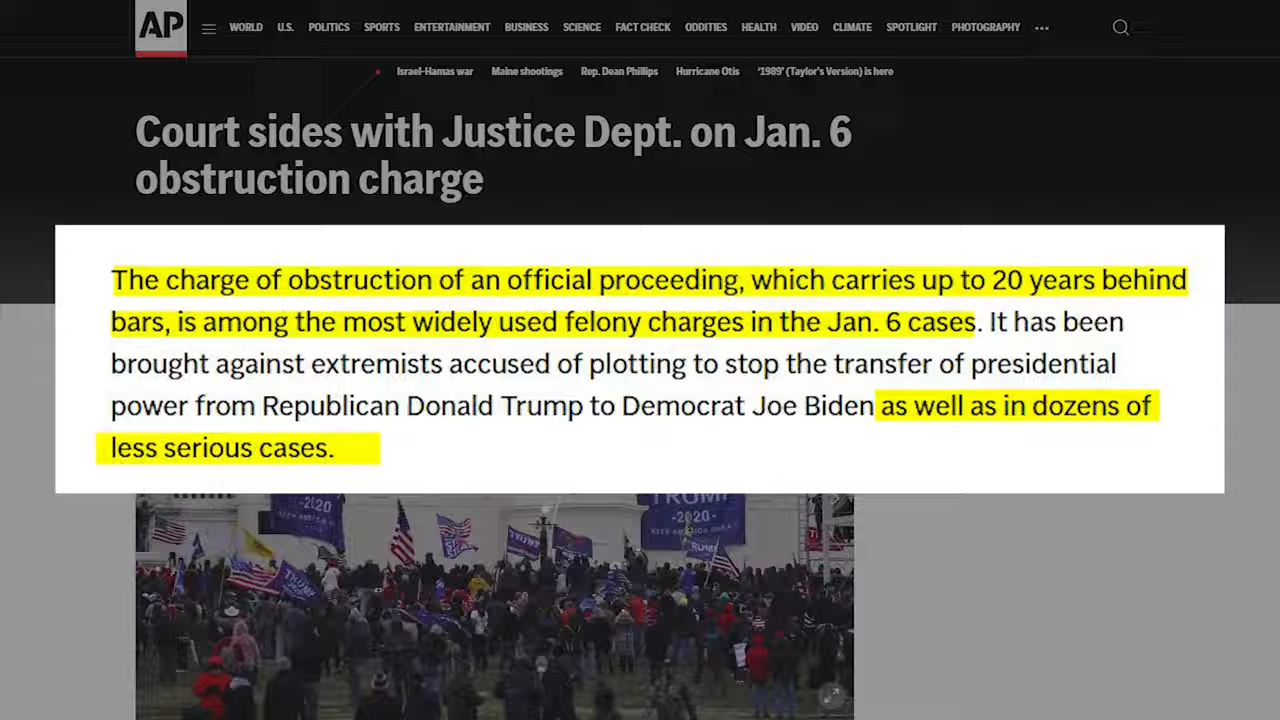 AP
WORLD U.S. POLITICS SPORTS ENTERTAINMENT BUSINESS SCIENCE FACT CHECK ODDITIES HEALTH VIDEO CLIMATE SPOTLIGHT PHOTOGRAPHY ...
Israel-Hamas war Maine shootings Rep. Dean Phillips Hurricane Otis '1989' (Taylor's Version) is here
Court sides with Justice Dept. on Jan. 6
obstruction charge
The charge of obstruction of an official proceeding, which carries up to 20 years behind
bars, is among the most widely used felony charges in the Jan. 6 cases. It has been
brought against extremists accused of plotting to stop the transfer of presidential
power from Republican Donald Trump to Democrat Joe Biden as well as in dozens of
less serious cases.
TRUMP
-2020-
KEEP AMERICA GREAT
TRUMP